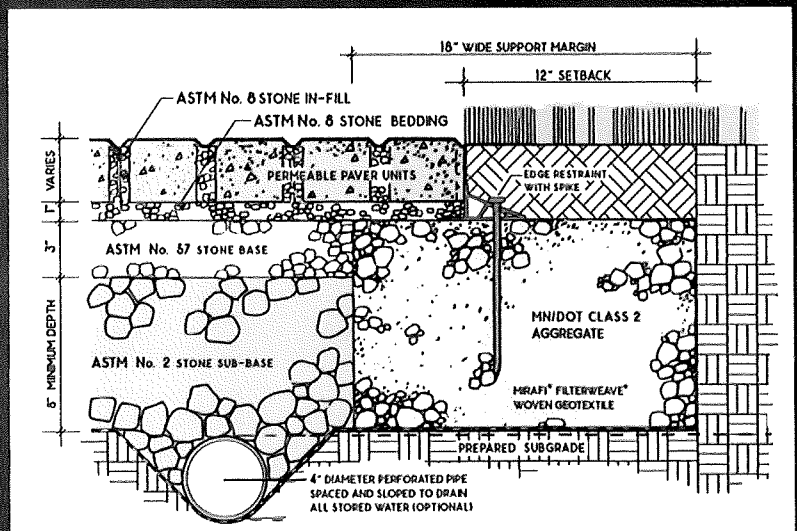 18" WIDE SUPPORT MARGIN
12" SETBACK
ASTM No. 8 STONE IN-FILL
ASTM No. 8 STONE BEDDING
VARIES
PERMEABLE PAVER UNITS
EDGE RESTRAINT
WITH SPIKE
1"
3"
ASTM No. 57 STONE BASE
MN/DOT CLASS 2
AGGREGATE
8" MINIMUM DEPTH
ASTM No. 2 STONE SUB-BASE
MIRAFI® FILTERWEAVE®
WOVEN GEOTEXTILE
PREPARED SUBGRADE
4" DIAMETER PERFORATED PIPE
SPACED AND SLOPED TO DRAIN
ALL STORED WATER (OPTIONAL)